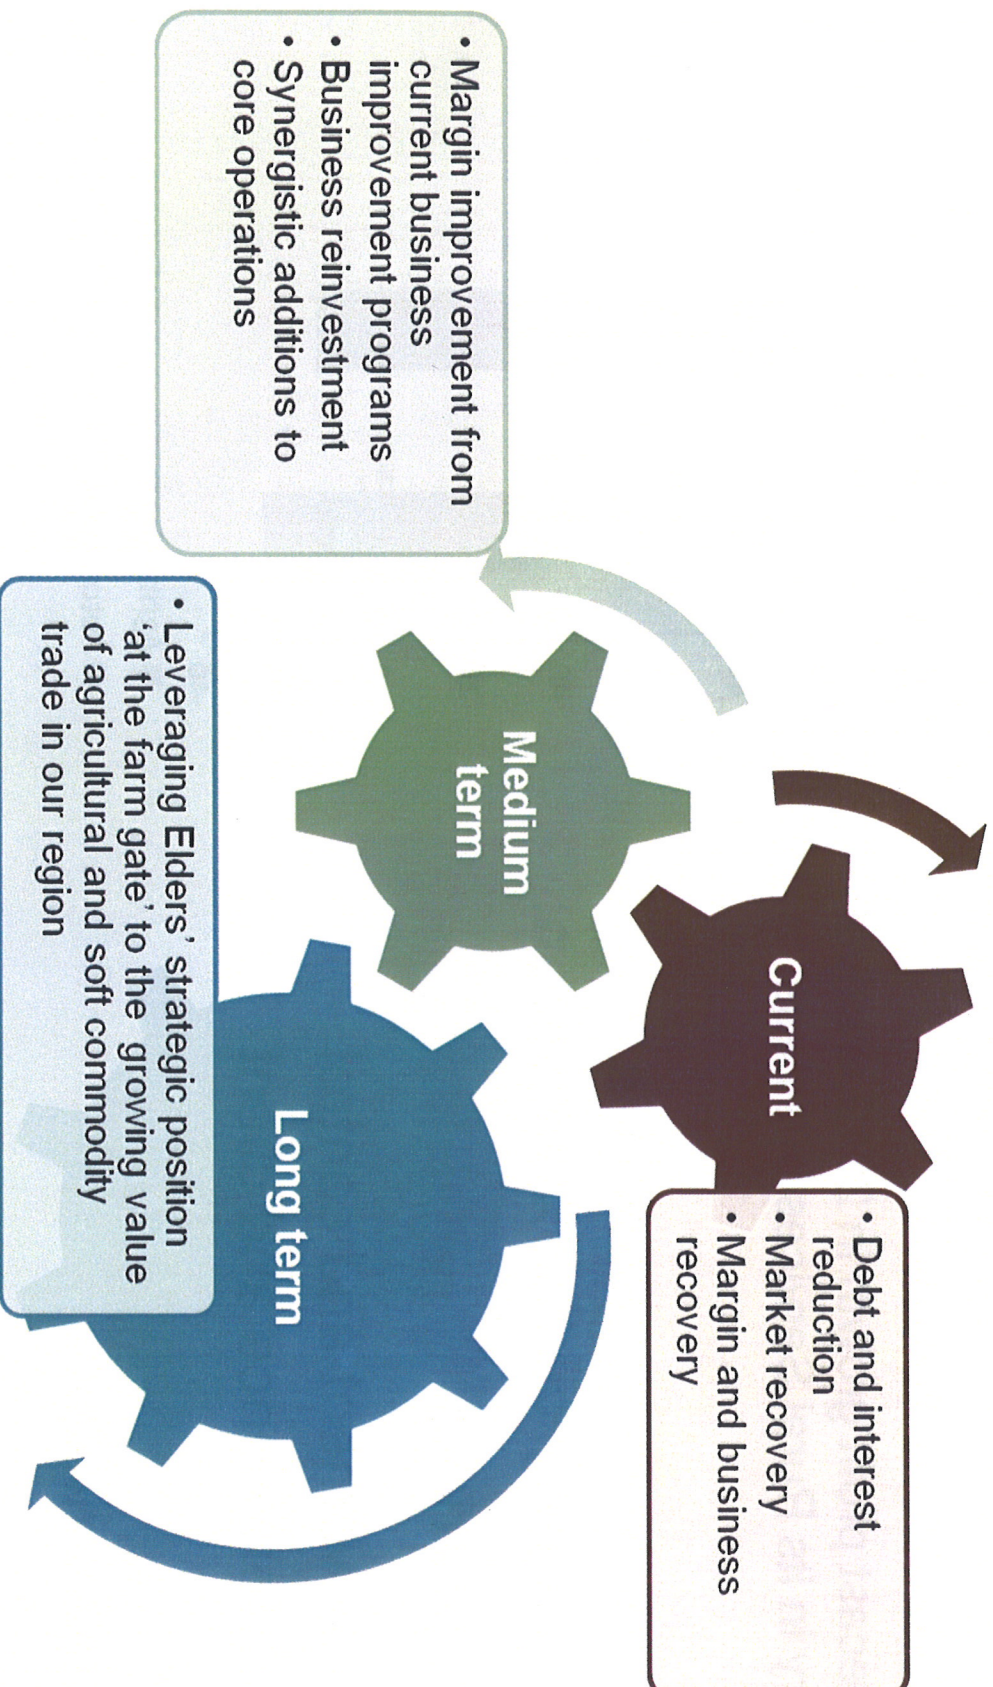 Current
• Debt and interest
reduction
• Market recovery
• Margin and business
recovery
Medium
term
• Margin improvement from
current business
improvement programs
• Business reinvestment
• Synergistic additions to
core operations
Long term
• Leveraging Elders’ strategic position
‘at the farm gate’ to the growing value
of agricultural and soft commodity
trade in our region